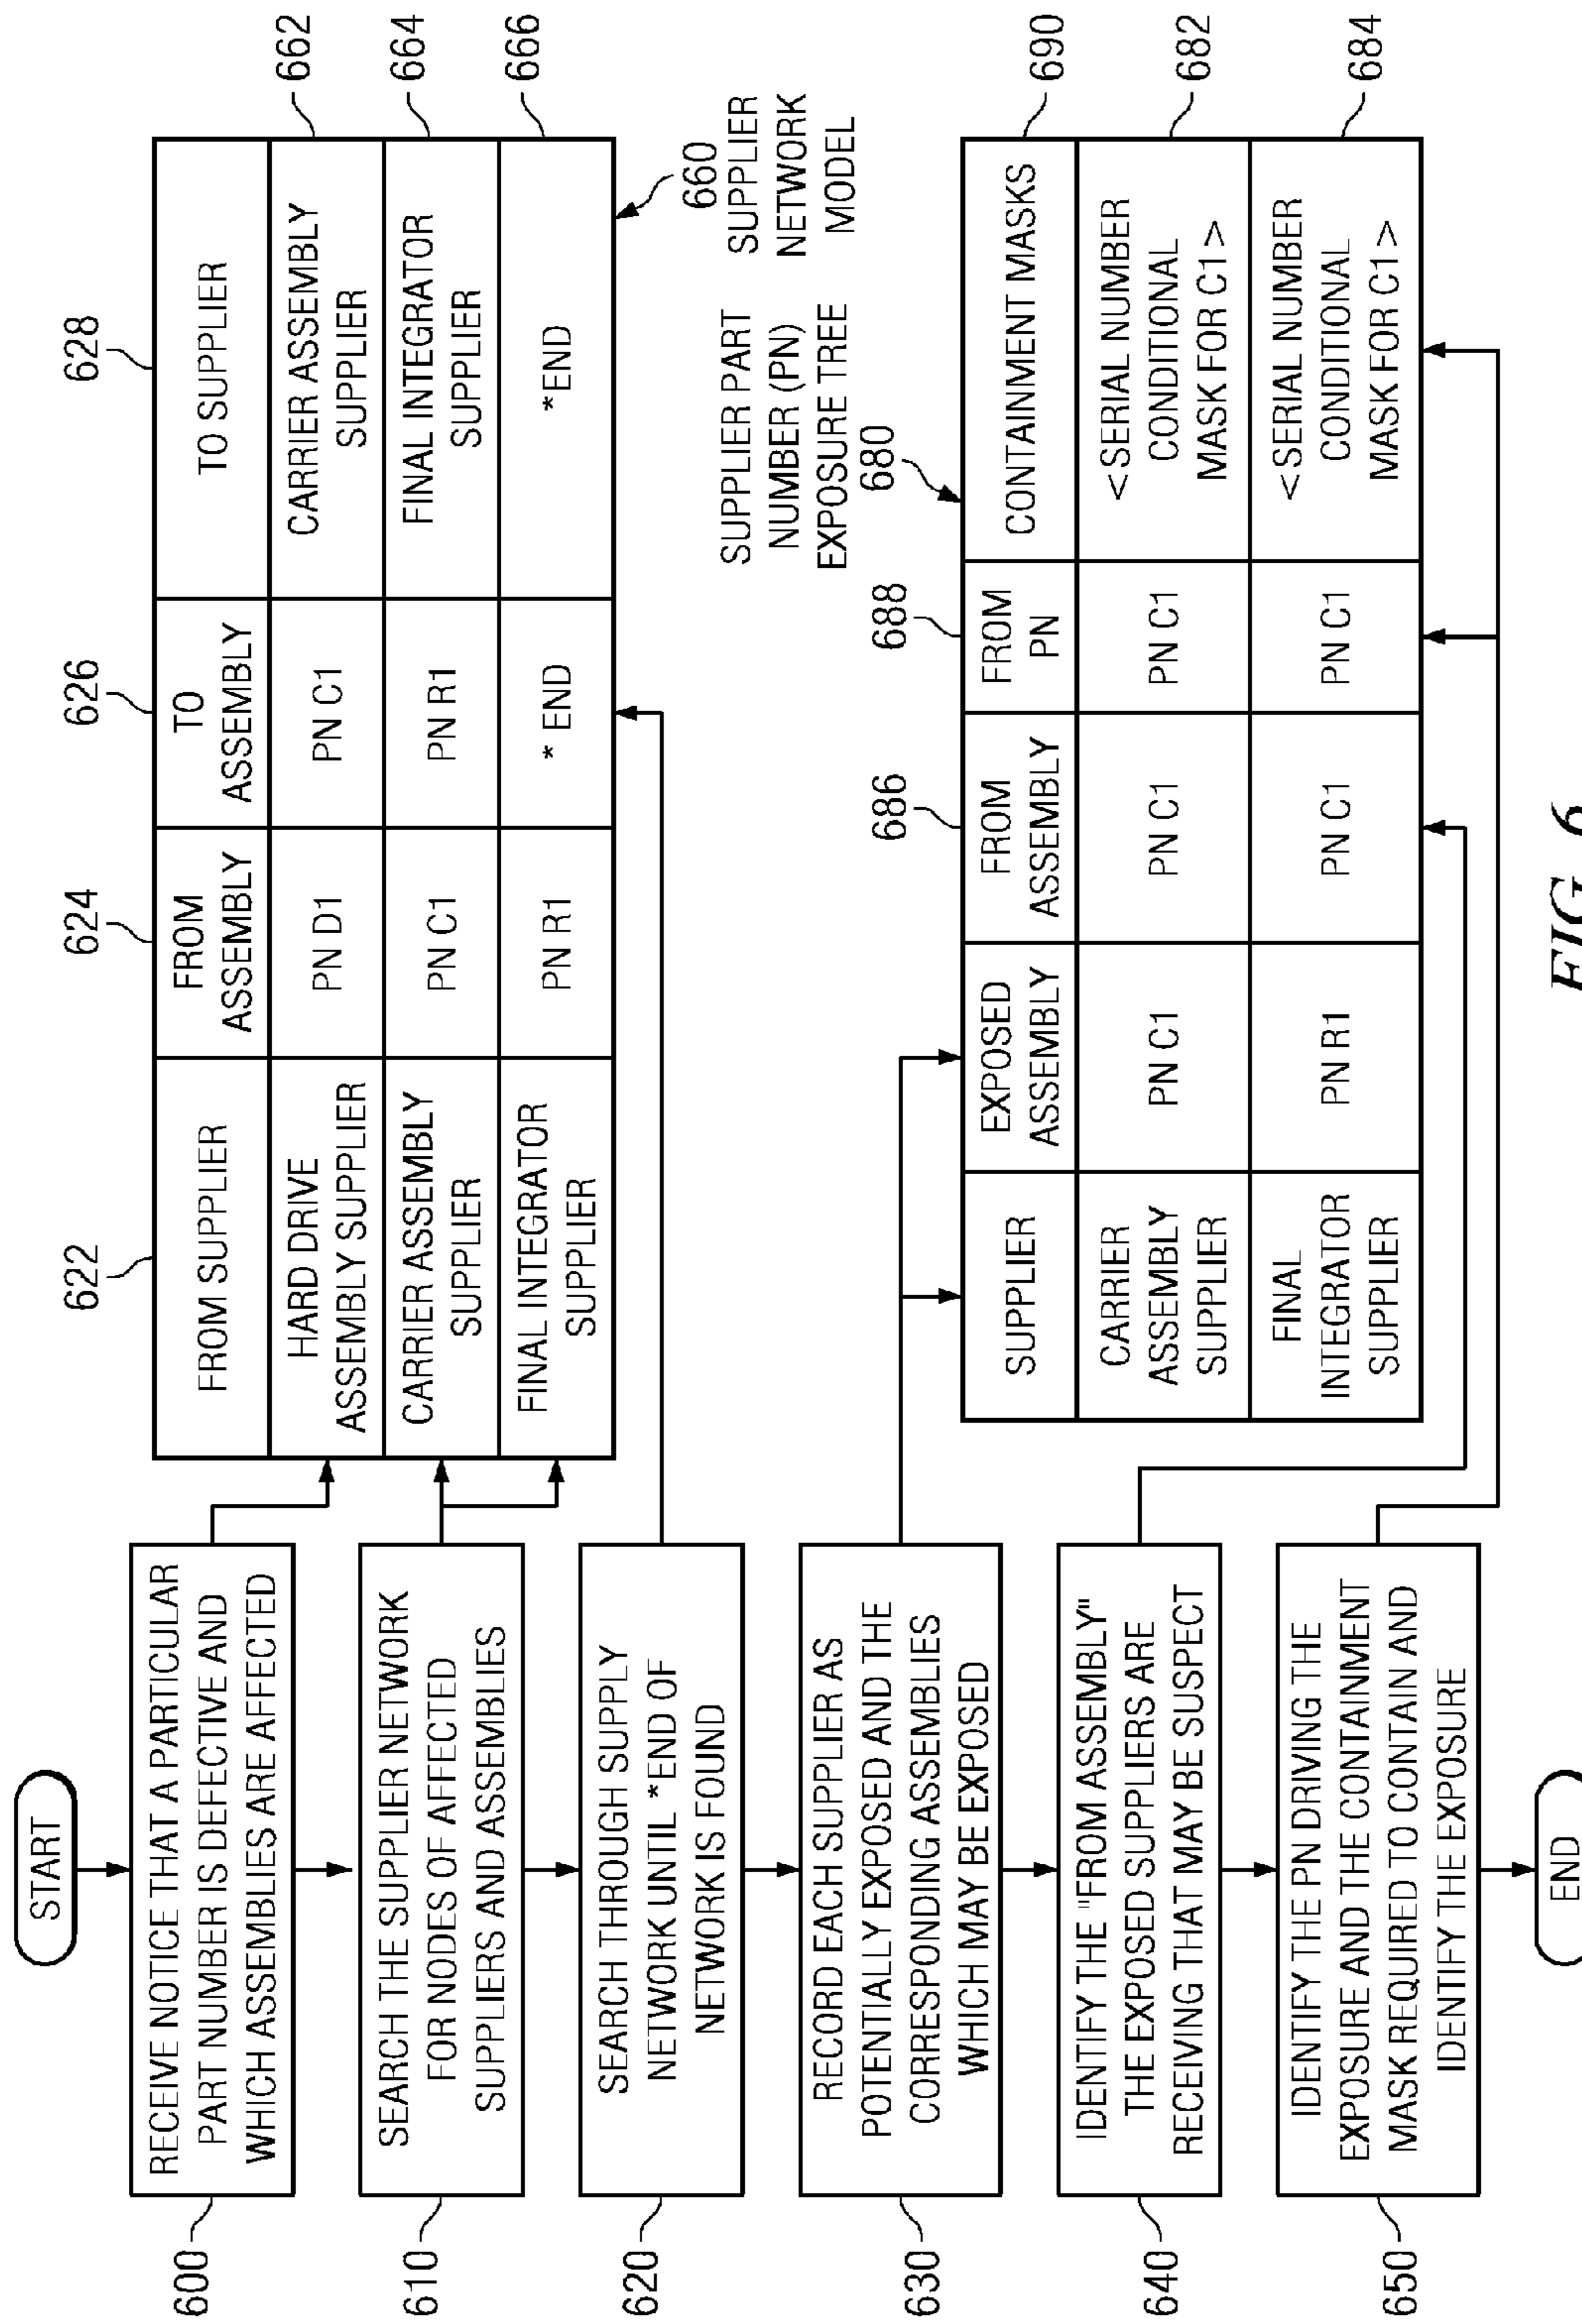 START
600
RECEIVE NOTICE THAT A PARTICULAR
PART NUMBER IS DEFECTIVE AND
WHICH ASSEMBLIES ARE AFFECTED
610
SEARCH THE SUPPLIER NETWORK
FOR NODES OF AFFECTED
SUPPLIERS AND ASSEMBLIES
620
SEARCH THROUGH SUPPLY
NETWORK UNTIL *END OF
NETWORK IS FOUND
630
RECORD EACH SUPPLIER AS
POTENTIALLY EXPOSED AND THE
CORRESPONDING ASSEMBLIES
WHICH MAY BE EXPOSED
640
IDENTIFY THE "FROM ASSEMBLY"
THE EXPOSED SUPPLIERS ARE
RECEIVING THAT MAY BE SUSPECT
650
IDENTIFY THE PN DRIVING THE
EXPOSURE AND THE CONTAINMENT
MASK REQUIRED TO CONTAIN AND
IDENTIFY THE EXPOSURE
END
622
624
626
628
FROM SUPPLIER
FROM
ASSEMBLY
TO
ASSEMBLY
TO SUPPLIER
HARD DRIVE
ASSEMBLY SUPPLIER
PN D1
PN C1
CARRIER ASSEMBLY
SUPPLIER
662
CARRIER ASSEMBLY
SUPPLIER
PN C1
PN R1
FINAL INTEGRATOR
SUPPLIER
664
FINAL INTEGRATOR
SUPPLIER
PN R1
* END
*END
666
660
SUPPLIER
NETWORK
MODEL
SUPPLIER PART
NUMBER (PN)
EXPOSURE TREE
680
686
688
SUPPLIER
EXPOSED
ASSEMBLY
FROM
ASSEMBLY
FROM
PN
CONTAINMENT MASKS
690
CARRIER
ASSEMBLY
SUPPLIER
PN C1
PN C1
PN C1
<SERIAL NUMBER
CONDITIONAL
MASK FOR C1>
682
FINAL
INTEGRATOR
SUPPLIER
PN R1
PN C1
PN C1
<SERIAL NUMBER
CONDITIONAL
MASK FOR C1>
684
FIG. 6